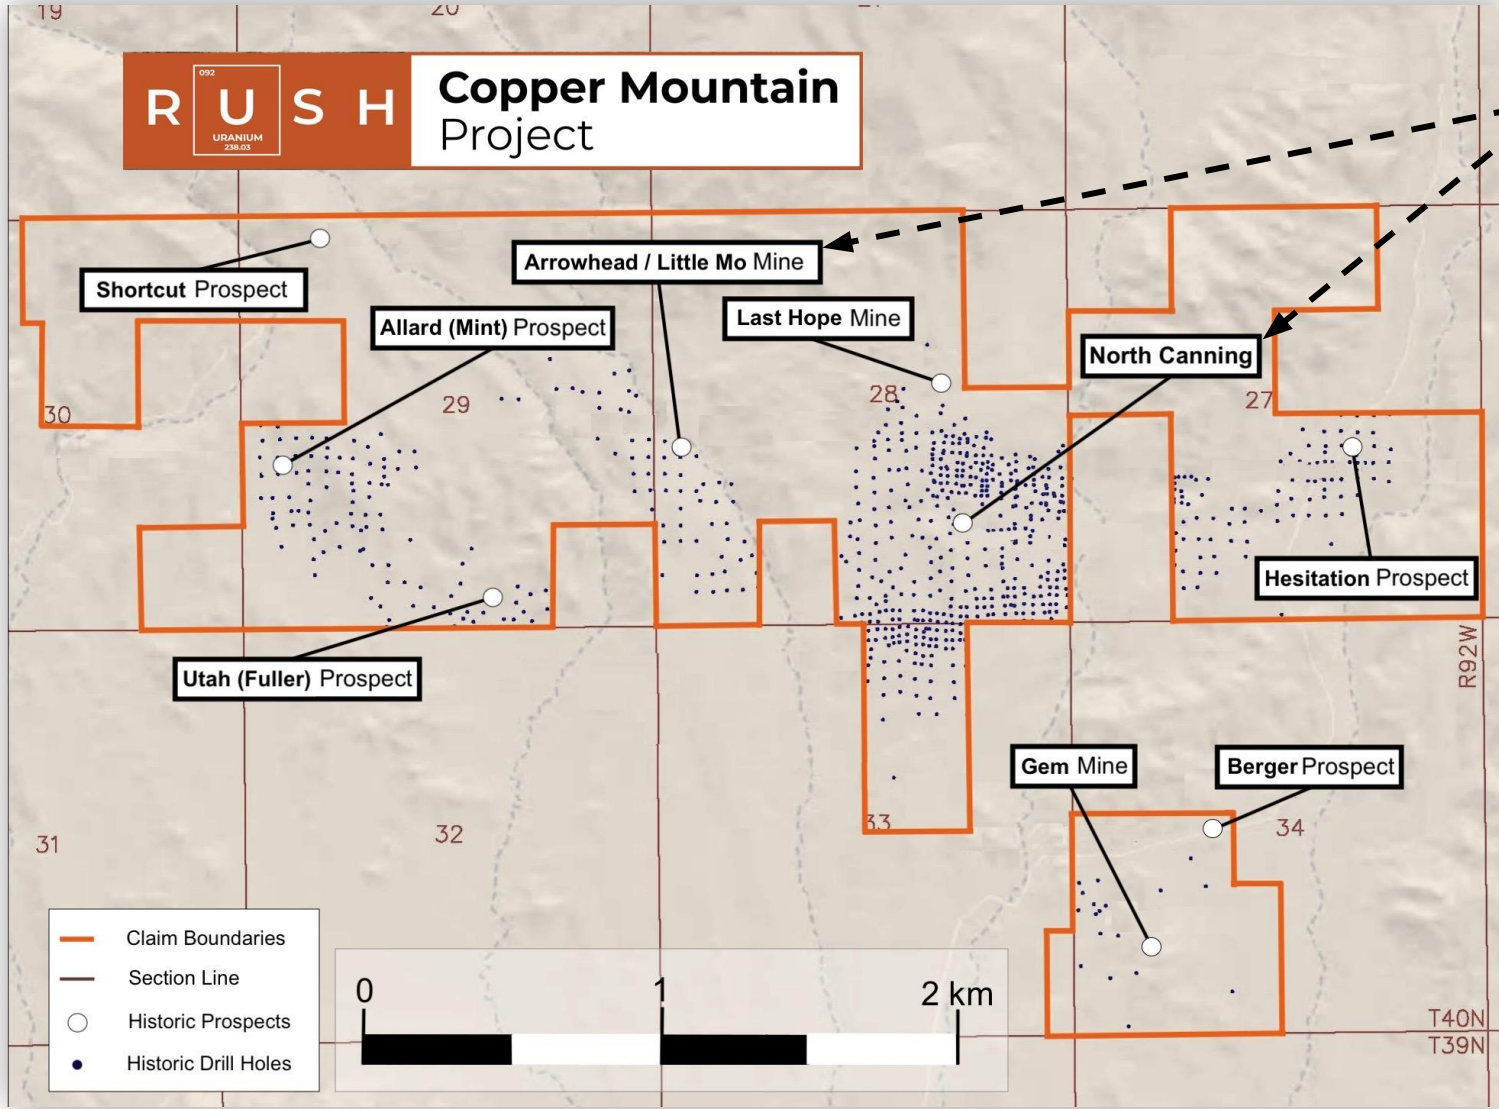 19
20
092
R U S H
URANIUM
238.03
Copper Mountain
Project
Arrowhead / Little Mo Mine
Shortcut Prospect
Allard (Mint) Prospect
Last Hope Mine
North Canning
30
29
28
27
Hesitation Prospect
Utah (Fuller) Prospect
R92W
Gem Mine
Berger Prospect
31
32
33
34
Claim Boundaries
Section Line
Historic Prospects
Historic Drill Holes
0 1 2 km
T40N
T39N